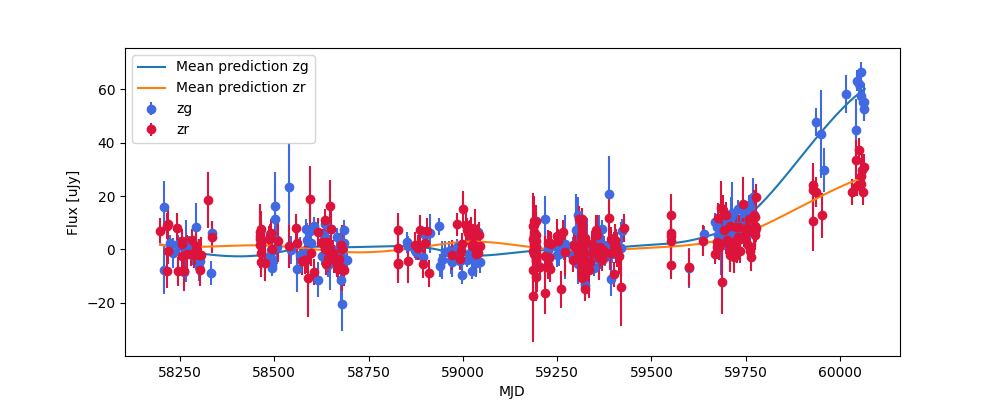 Mean prediction zg
Mean prediction zr
zg
zr
60
40
20
0
−20
Flux [uJy]
58250 58500 58750 59000 59250 59500 59750 60000
MJD